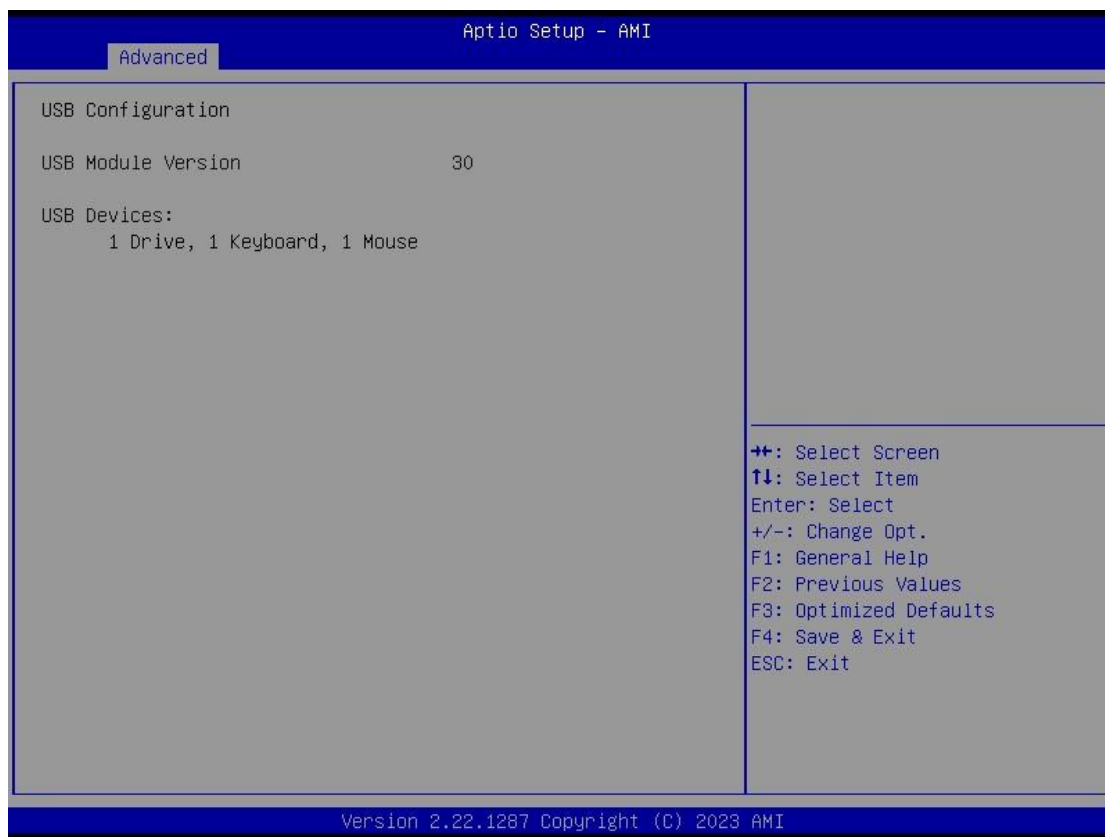 Aptio Setup – AMI
Advanced
USB Configuration
USB Module Version 30
USB Devices:
1 Drive, 1 Keyboard, 1 Mouse
→←: Select Screen
↑↓: Select Item
Enter: Select
+/-: Change Opt.
F1: General Help
F2: Previous Values
F3: Optimized Defaults
F4: Save & Exit
ESC: Exit
Version 2.22.1287 Copyright (C) 2023 AMI